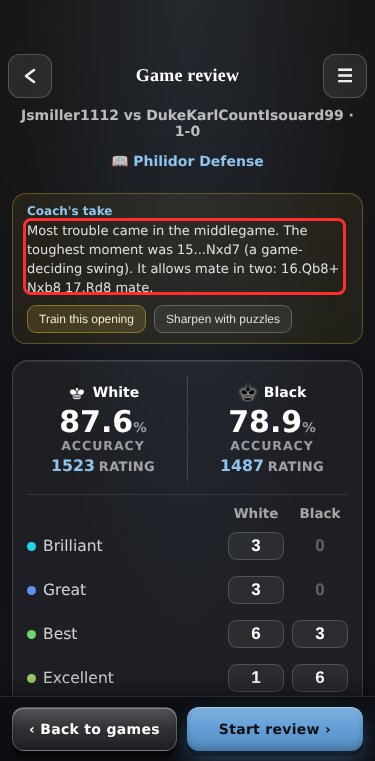 Game review
Jsmiller1112 vs DukeKarlCountIsouard99 ·
1-0
📖 Philidor Defense
Coach's take
Most trouble came in the middlegame. The
toughest moment was 15...Nxd7 (a game-
deciding swing). It allows mate in two: 16.Qb8+
Nxb8 17.Rd8 mate.
Train this opening
Sharpen with puzzles
White
Black
87.6%
78.9%
ACCURACY
ACCURACY
1523 RATING
1487 RATING
White Black
Brilliant 3 0
Great 3 0
Best 6 3
Excellent 1 6
‹ Back to games
Start review ›